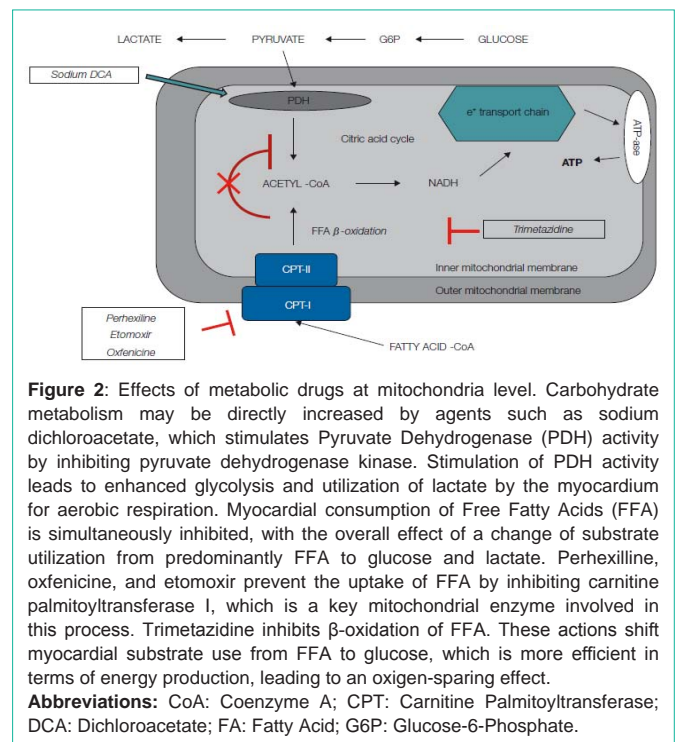 LACTATE PYRUVATE G6P GLUCOSE
Sodium DCA
PDH
e+ transport chain
ATP-ase
Citric acid cycle
ATP
ACETYL -CoA NADH
FFA β-oxidation
Trimetazidine
CPT-II
Inner mitochondrial membrane
Outer mitochondrial membrane
CPT-I
Perhexiline
Etomoxir
Oxfenicine
FATTY ACID -CoA
Figure 2: Effects of metabolic drugs at mitochondria level. Carbohydrate
metabolism may be directly increased by agents such as sodium
dichloroacetate, which stimulates Pyruvate Dehydrogenase (PDH) activity
by inhibiting pyruvate dehydrogenase kinase. Stimulation of PDH activity
leads to enhanced glycolysis and utilization of lactate by the myocardium
for aerobic respiration. Myocardial consumption of Free Fatty Acids (FFA)
is simultaneously inhibited, with the overall effect of a change of substrate
utilization from predominantly FFA to glucose and lactate. Perhexilline,
oxfenicine, and etomoxir prevent the uptake of FFA by inhibiting carnitine
palmitoyltransferase I, which is a key mitochondrial enzyme involved in
this process. Trimetazidine inhibits β-oxidation of FFA. These actions shift
myocardial substrate use from FFA to glucose, which is more efficient in
terms of energy production, leading to an oxigen-sparing effect.
Abbreviations: CoA: Coenzyme A; CPT: Carnitine Palmitoyltransferase;
DCA: Dichloroacetate; FA: Fatty Acid; G6P: Glucose-6-Phosphate.